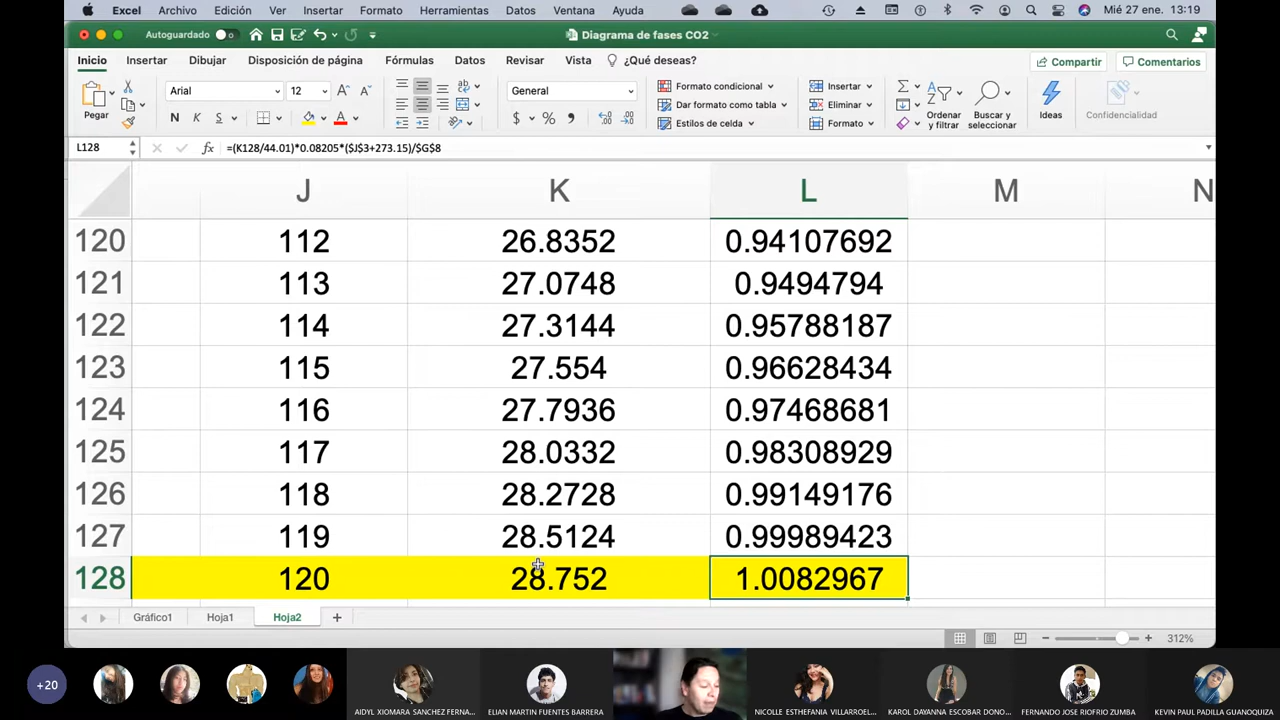 Excel Archivo Edición Ver Insertar Formato Herramientas Datos Ventana Ayuda Mié 27 ene. 13:19
Autoguardado Diagrama de fases CO2
Inicio Insertar Dibujar Disposición de página Fórmulas Datos Revisar Vista ¿Qué deseas? Compartir Comentarios
Pegar Arial 12 General Formato condicional Dar formato como tabla Estilos de celda Insertar Eliminar Formato Ordenar y filtrar Buscar y seleccionar Ideas Confidencialidad
N K S
L128 fx =(K128/44.01)*0.08205*($J$3+273.15)/$G$8
J K L M N
120 112 26.8352 0.94107692
121 113 27.0748 0.9494794
122 114 27.3144 0.95788187
123 115 27.554 0.96628434
124 116 27.7936 0.97468681
125 117 28.0332 0.98308929
126 118 28.2728 0.99149176
127 119 28.5124 0.99989423
128 120 28.752 1.0082967
Gráfico1 Hoja1 Hoja2
312%
+20
AIDYL XIOMARA SANCHEZ FERNA... ELIAN MARTIN FUENTES BARRERA NICOLLE ESTHEFANIA VILLARROEL... KAROL DAYANNA ESCOBAR DONO... FERNANDO JOSE RIOFRIO ZUMBA KEVIN PAUL PADILLA GUANOQUIZA